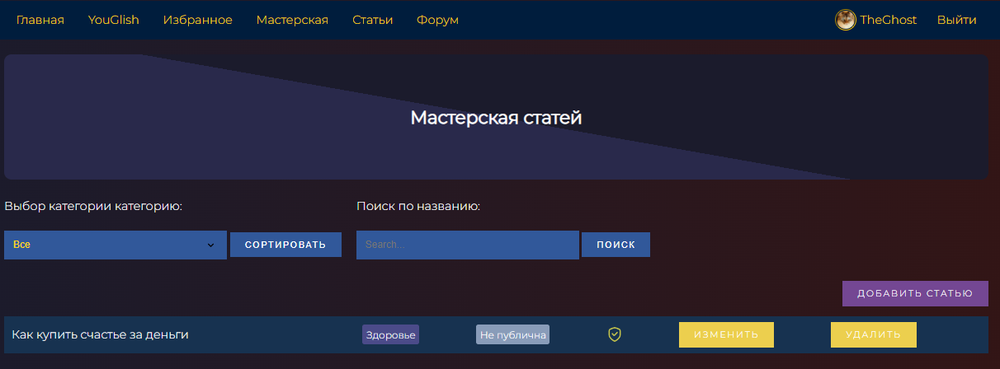 Главная YouGlish Избранное Мастерская Статьи Форум TheGhost Выйти
Мастерская статей
Выбор категории категорию: Поиск по названию:
Все СОРТИРОВАТЬ Search... ПОИСК
ДОБАВИТЬ СТАТЬЮ
Как купить счастье за деньги Здоровье Не публична ИЗМЕНИТЬ УДАЛИТЬ